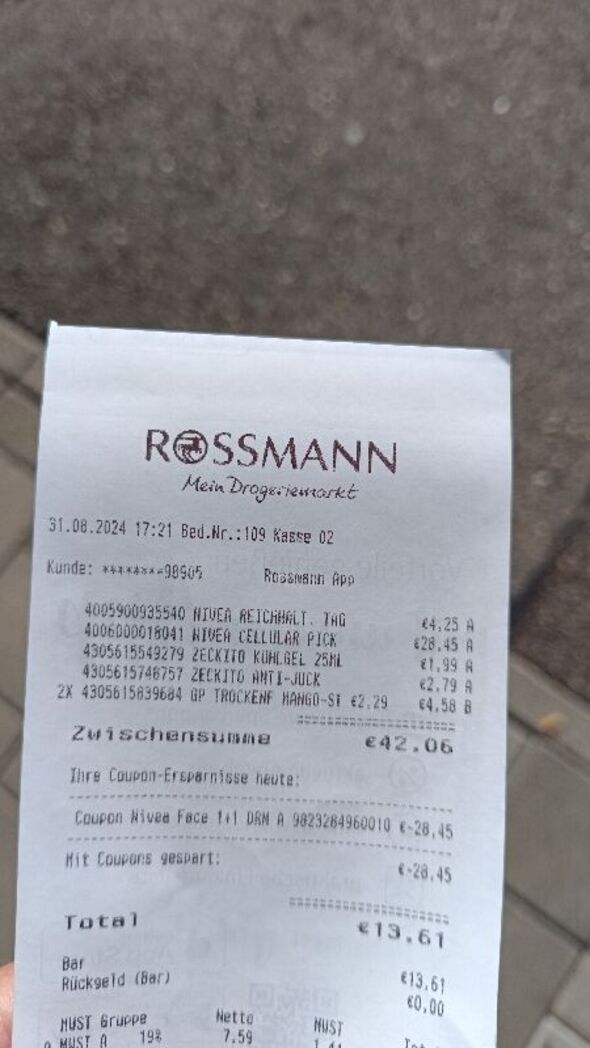 ROSSMANN
Mein Drogeriemarkt
31.08.2024 17:21 Bed.Nr.:109 Kasse 02
Kunde: *******-98905 Rossmann App
4005900935540 NIVEA REICHHALT. TAG €4,25 A
4006000018041 NIVEA CELLULAR PICK €28,45 A
4305615549279 ZECKITO KÜHLGEL 25ML €1,99 A
4305615746757 ZECKITO ANTI-JUCK €2,79 A
2X 4305615839684 GP TROCKENF MANGO-ST €2,29 €4,58 B
Zwischensumme €42,06
Ihre Coupon-Ersparnisse heute:
Coupon Nivea Face 1+1 DRM A 9823284960010 €-28,45
Mit Coupons gespart: €-28,45
Total €13,61
Bar €13,61
Rückgeld (Bar) €0,00
MWST Gruppe Netto MWST
MWST A 19% 7.59